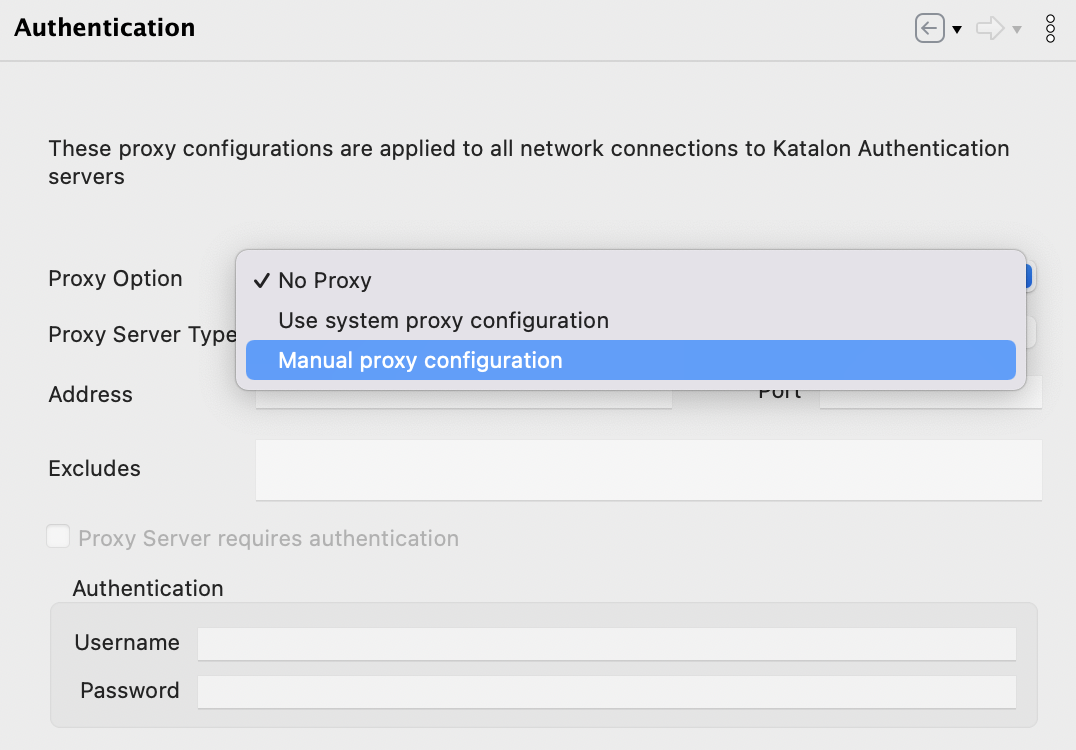 Authentication
These proxy configurations are applied to all network connections to Katalon Authentication
servers
Proxy Option
✓ No Proxy
Use system proxy configuration
Manual proxy configuration
Proxy Server Type
Address
Port
Excludes
Proxy Server requires authentication
Authentication
Username
Password